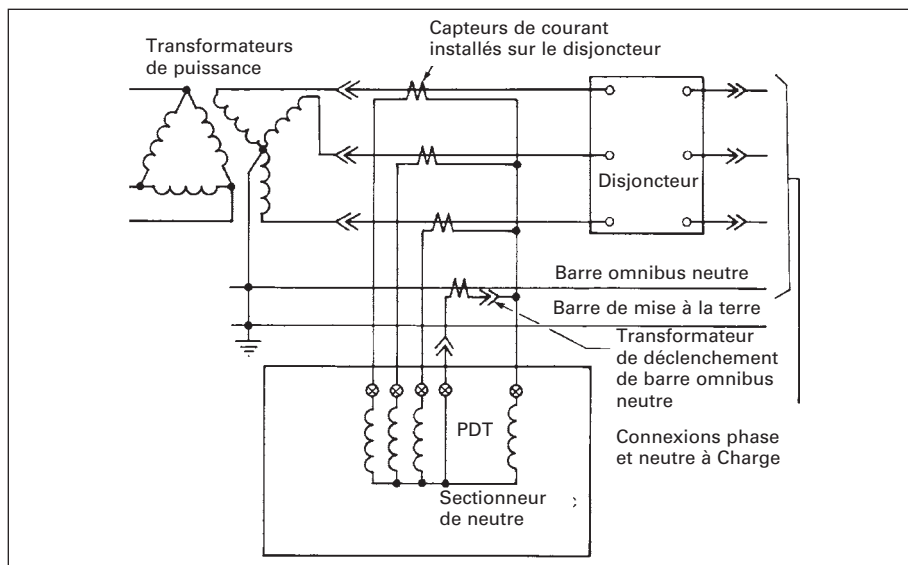 Capteurs de courant
installés sur le disjoncteur
Transformateurs
de puissance
Disjoncteur
Barre omnibus neutre
Barre de mise à la terre
Transformateur
de déclenchement
de barre omnibus
neutre
PDT
Connexions phase
et neutre à Charge
Sectionneur
de neutre